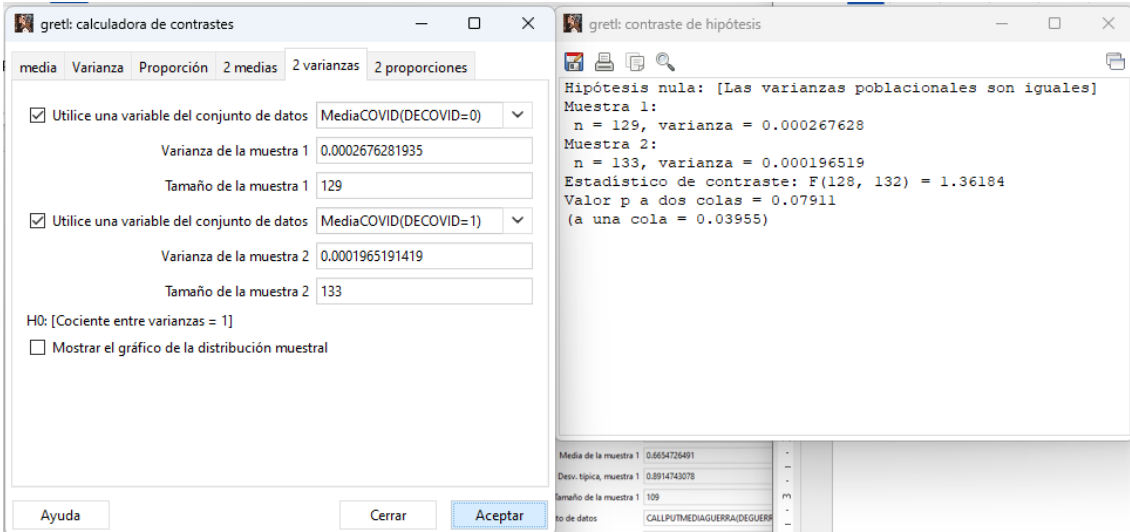 gretl: calculadora de contrastes
media Varianza Proporción 2 medias 2 varianzas 2 proporciones
Utilice una variable del conjunto de datos MediaCOVID(DECOVID=0)
Varianza de la muestra 1 0.0002676281935
Tamaño de la muestra 1 129
Utilice una variable del conjunto de datos MediaCOVID(DECOVID=1)
Varianza de la muestra 2 0.0001965191419
Tamaño de la muestra 2 133
H0: [Cociente entre varianzas = 1]
Mostrar el gráfico de la distribución muestral
Ayuda Cerrar Aceptar
gretl: contraste de hipótesis
Hipótesis nula: [Las varianzas poblacionales son iguales]
Muestra 1:
n = 129, varianza = 0.000267628
Muestra 2:
n = 133, varianza = 0.000196519
Estadístico de contraste: F(128, 132) = 1.36184
Valor p a dos colas = 0.07911
(a una cola = 0.03955)
Media de la muestra 1 0.6654726491
Desv. típica, muestra 1 0.8914743078
amaño de la muestra 1 109
to de datos CALLPUTMEDIAGUERRA(DEGUERR